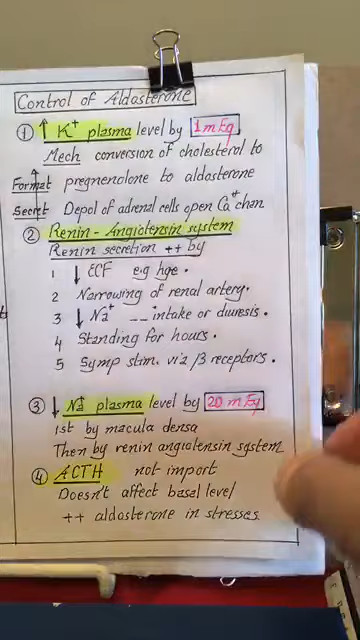 Control of Aldosterone
① ↑ K⁺ plasma level by 1mEq
Mech conversion of cholesterol to
Format pregnenolone to aldosterone
Secret Depol of adrenal cells open Ca⁺ chan
② Renin-Angiotensin system
Renin secretion ++ by
1 ↓ ECF e.g hge.
2 Narrowing of renal artery.
3 ↓ Na⁺ __ intake or diuresis.
4 Standing for hours.
5 Symp stim. via β receptors.
③ ↓ Na⁺ plasma level by 20 mEq
1st by macula densa
Then by renin angiotensin system
④ ACTH not import
Doesn't affect basal level
++ aldosterone in stresses